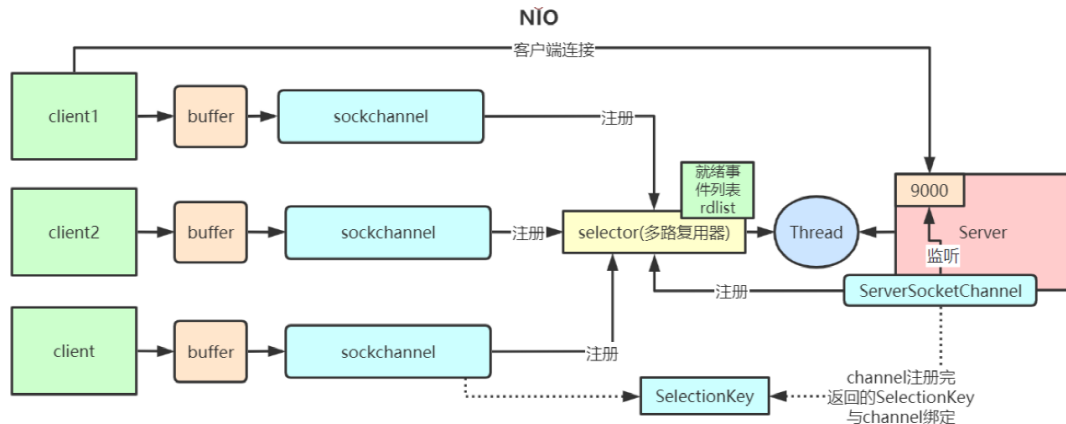 NIO
客户端连接
client1
buffer
sockchannel
注册
就绪事
件列表
rdlist
9000
client2
buffer
sockchannel
注册
selector(多路复用器)
Thread
Server
监听
注册
ServerSocketChannel
client
buffer
sockchannel
注册
SelectionKey
channel注册完
返回的SelectionKey
与channel绑定